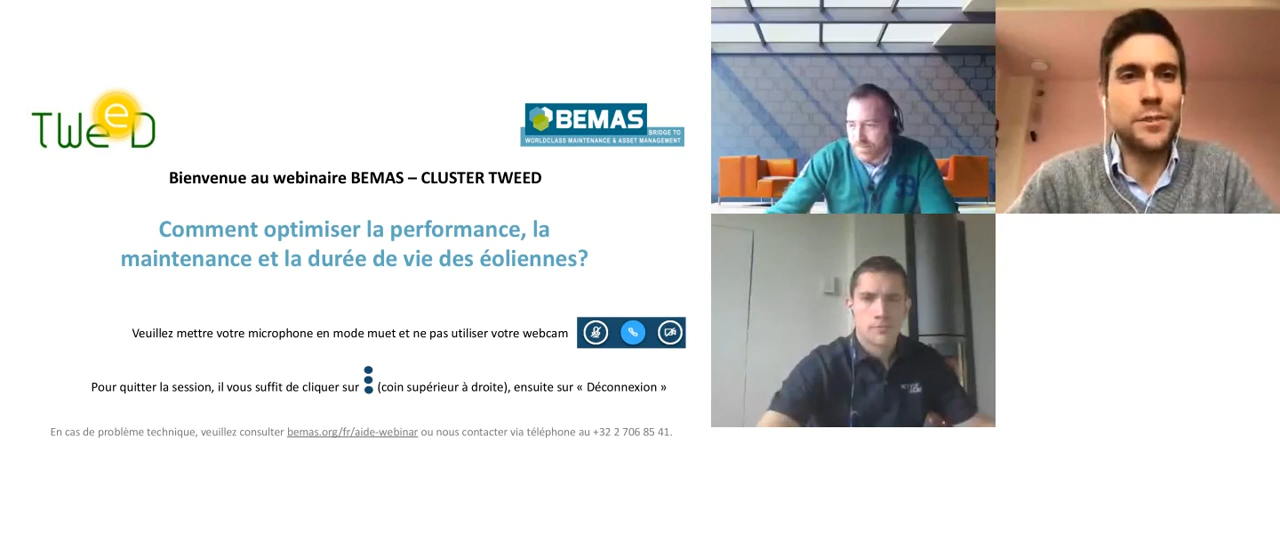 TWeeD
BEMAS
BRIDGE TO
WORLDCLASS MAINTENANCE & ASSET MANAGEMENT
Bienvenue au webinaire BEMAS – CLUSTER TWEED
Comment optimiser la performance, la
maintenance et la durée de vie des éoliennes?
Veuillez mettre votre microphone en mode muet et ne pas utiliser votre webcam
Pour quitter la session, il vous suffit de cliquer sur (coin supérieur à droite), ensuite sur « Déconnexion »
En cas de problème technique, veuillez consulter bemas.org/fr/aide-webinar ou nous contacter via téléphone au +32 2 706 85 41.